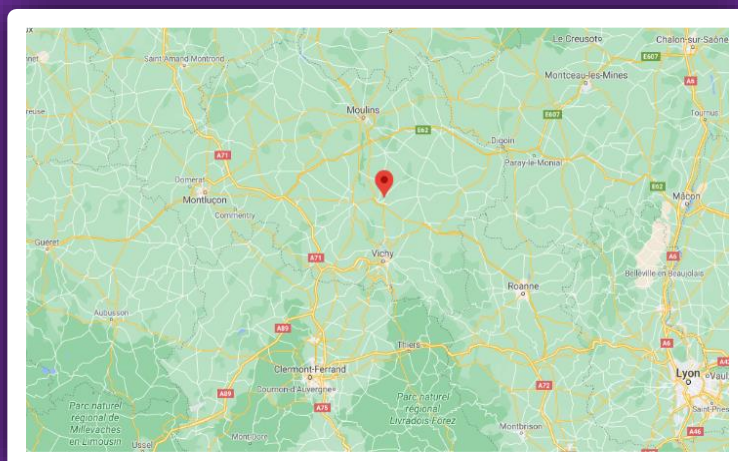 Le Creusot
Chalon-sur-Saône
E607
Saint-Amand-Montrond
Montceau-les-Mines
A6
Moulins
Tournus
E607
E62
Digoin
A71
Paray-le-Monial
Domerat
E62
Montluçon
Mâcon
Commentry
Guéret
Vichy
A71
A6
Belleville-en-Beaujolais
Roanne
Aubusson
A89
A6
Thiers
Clermont-Ferrand
Lyon
Cournon-d'Auvergne
A72
A89
Parc naturel
régional de
Millevaches
en Limousin
Parc naturel
régional
Livradois-Forez
A75
Saint-Pries
Montbrison
Mont-Dore
Ussel
A46